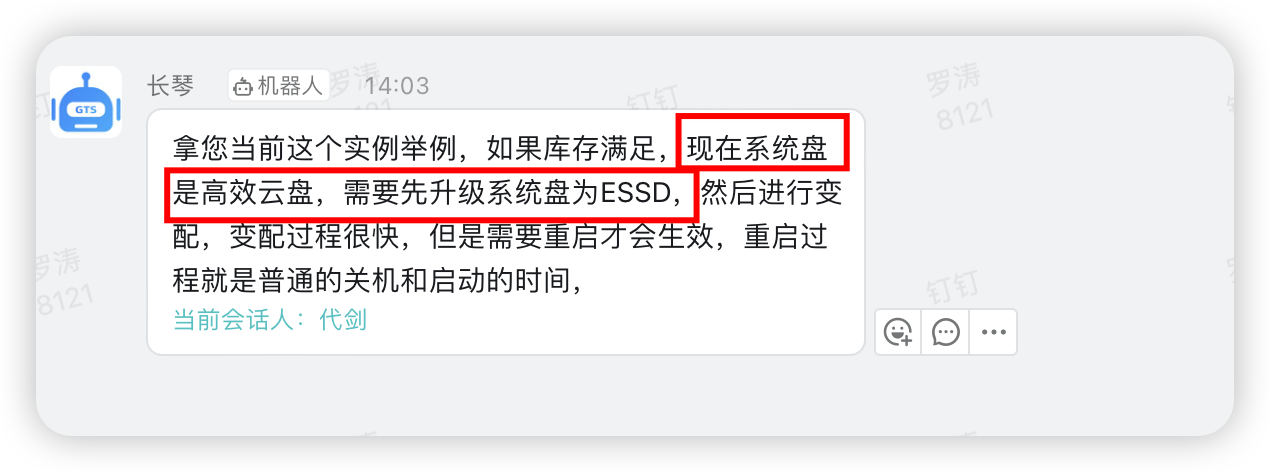 长琴 机器人 14:03
GTS
拿您当前这个实例举例，如果库存满足，现在系统盘
是高效云盘，需要先升级系统盘为ESSD，然后进行变
配，变配过程很快，但是需要重启才会生效，重启过
程就是普通的关机和启动的时间，
当前会话人：代剑
罗涛
8121
钉钉
罗涛
8121
罗涛
8121
钉钉